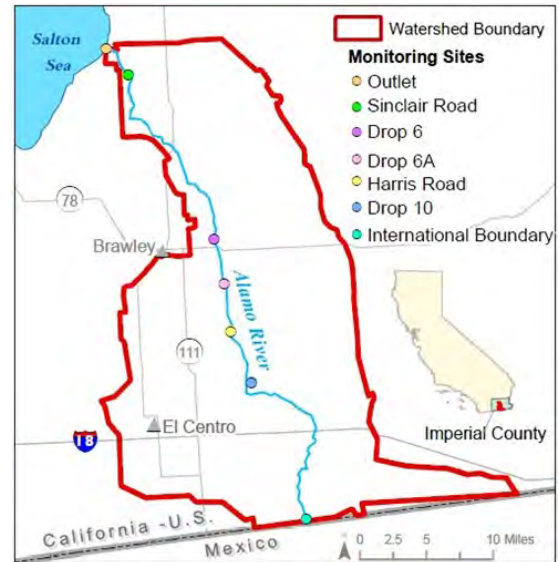 Salton
Sea
Watershed Boundary
Monitoring Sites
Outlet
Sinclair Road
Drop 6
Drop 6A
Harris Road
Drop 10
International Boundary
78
Brawley
Alamo River
111
El Centro
18
Imperial County
California -U.S.
Mexico
0 2.5 5 10 Miles